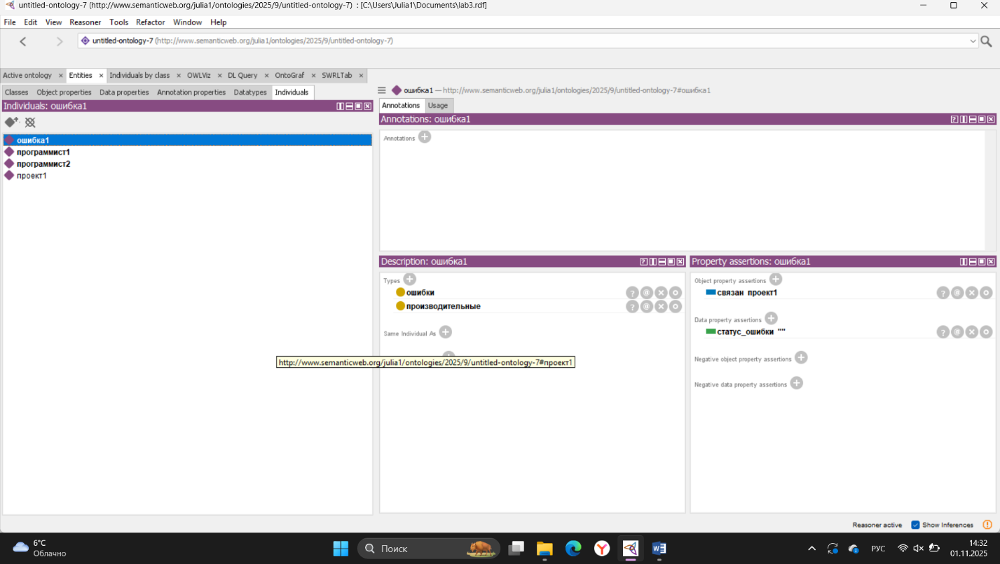 untitled-ontology-7 (http://www.semanticweb.org/julia1/ontologies/2025/9/untitled-ontology-7) : [C:\Users\Julia1\Documents\lab3.rdf]
File Edit View Reasoner Tools Refactor Window Help
untitled-ontology-7 (http://www.semanticweb.org/julia1/ontologies/2025/9/untitled-ontology-7)
Active ontology × Entities × Individuals by class × OWLViz × DL Query × OntoGraf × SWRLTab ×
Classes Object properties Data properties Annotation properties Datatypes Individuals
Individuals: ошибка1
ошибка1
программист1
программист2
проект1
ошибка1 — http://www.semanticweb.org/julia1/ontologies/2025/9/untitled-ontology-7#ошибка1
Annotations Usage
Annotations: ошибка1
Annotations
Description: ошибка1
Types
ошибки
производительные
Same Individual As
http://www.semanticweb.org/julia1/ontologies/2025/9/untitled-ontology-7#проект1
Property assertions: ошибка1
Object property assertions
связан проект1
Data property assertions
статус_ошибки ""
Negative object property assertions
Negative data property assertions
Reasoner active Show Inferences
6°C
Облачно
Поиск
РУС
14:32
01.11.2025